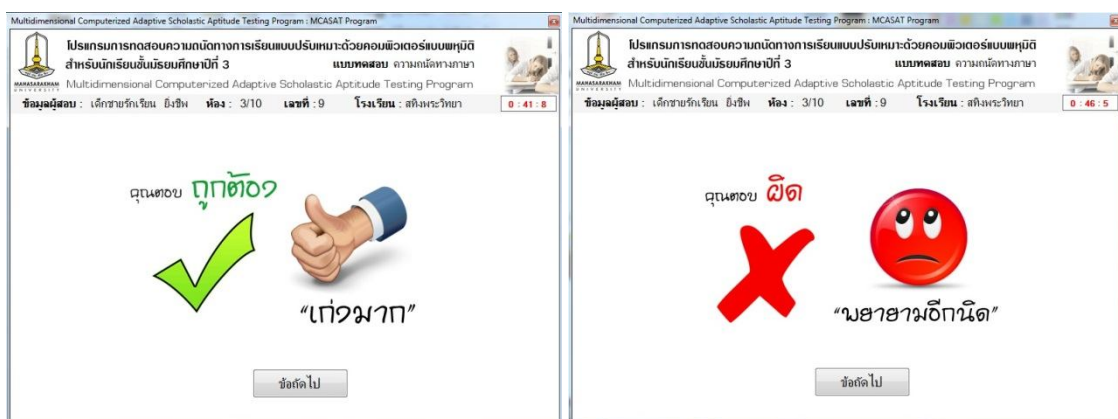 Multidimensional Computerized Adaptive Scholastic Aptitude Testing Program : MCASAT Program
โปรแกรมการทดสอบความถนัดทางการเรียนแบบปรับเหมาะด้วยคอมพิวเตอร์แบบพหุมิติ
สำหรับนักเรียนชั้นมัธยมศึกษาปีที่ 3 แบบทดสอบ ความถนัดทางภาษา
MAHASARAKHAM UNIVERSITY
Multidimensional Computerized Adaptive Scholastic Aptitude Testing Program
ข้อมูลผู้สอบ : เด็กชายรักเรียน ยิ่งชีพ ห้อง : 3/10 เลขที่ : 9 โรงเรียน : สทิงพระวิทยา 0 : 41 : 8
คุณตอบ ถูกต้อง
“เก่งมาก”
ข้อถัดไป
Multidimensional Computerized Adaptive Scholastic Aptitude Testing Program : MCASAT Program
โปรแกรมการทดสอบความถนัดทางการเรียนแบบปรับเหมาะด้วยคอมพิวเตอร์แบบพหุมิติ
สำหรับนักเรียนชั้นมัธยมศึกษาปีที่ 3 แบบทดสอบ ความถนัดทางภาษา
MAHASARAKHAM UNIVERSITY
Multidimensional Computerized Adaptive Scholastic Aptitude Testing Program
ข้อมูลผู้สอบ : เด็กชายรักเรียน ยิ่งชีพ ห้อง : 3/10 เลขที่ : 9 โรงเรียน : สทิงพระวิทยา 0 : 46 : 5
คุณตอบ ผิด
“พยายามอีกนิด”
ข้อถัดไป